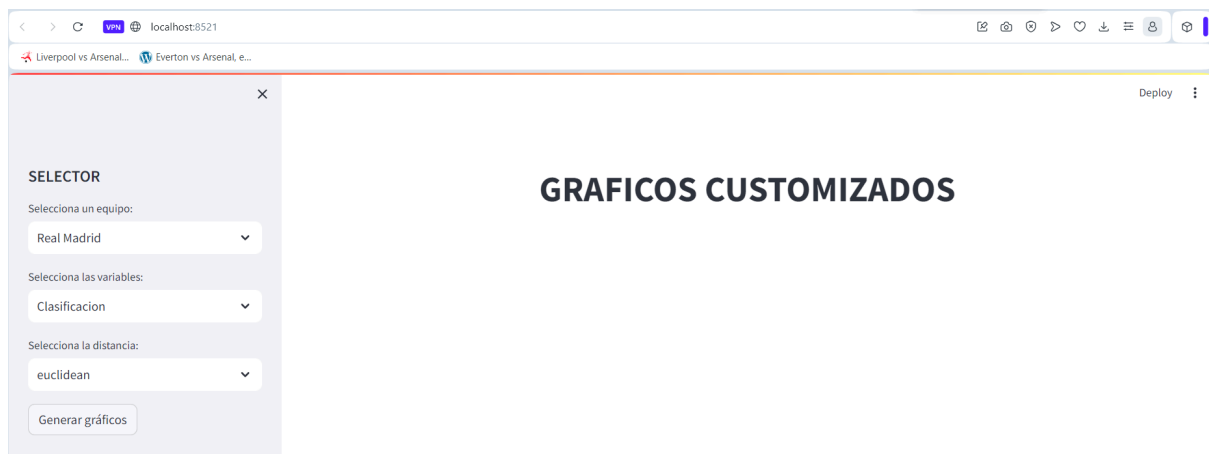 VPN localhost:8521
Liverpool vs Arsenal... Everton vs Arsenal, e...
Deploy
SELECTOR
Selecciona un equipo:
Real Madrid
Selecciona las variables:
Clasificacion
Selecciona la distancia:
euclidean
Generar gráficos
GRAFICOS CUSTOMIZADOS